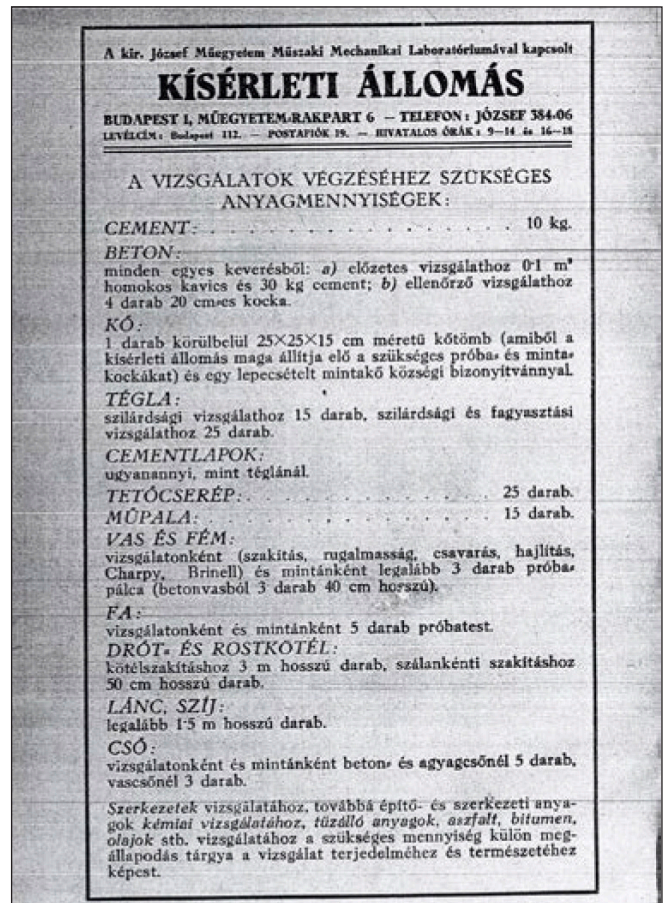 A kir. József Műegyetem Műszaki Mechanikai Laboratóriumával kapcsolt
KÍSÉRLETI ÁLLOMÁS
BUDAPEST I, MŰEGYETEM-RAKPART 6 — TELEFON: JÓZSEF 384-06
LEVÉLCÍM: Budapest 112. — POSTAFIÓK 19. — HIVATALOS ÓRÁK: 9—14 és 16—18
A VIZSGÁLATOK VÉGZÉSÉHEZ SZÜKSÉGES
ANYAGMENNYISÉGEK:
CEMENT: . . . . . . . . . . . . . . . . . 10 kg.
BETON:
minden egyes keverésből: a) előzetes vizsgálathoz 0·1 m³
homokos kavics és 30 kg cement; b) ellenőrző vizsgálathoz
4 darab 20 cm-es kocka.
KŐ:
1 darab körülbelül 25×25×15 cm méretű kőtömb (amiből a
kísérleti állomás maga állítja elő a szükséges próba- és minta-
kockákat) és egy lepecsételt mintakő községi bizonyítvánnyal.
TÉGLA:
szilárdsági vizsgálathoz 15 darab, szilárdsági és fagyasztási
vizsgálathoz 25 darab.
CEMENTLAPOK:
ugyanannyi, mint téglánál.
TETŐCSERÉP: . . . . . . . . . . . . . . 25 darab.
MŰPALA: . . . . . . . . . . . . . . . . 15 darab.
VAS ÉS FÉM:
vizsgálatonként (szakítás, rugalmasság, csavarás, hajlítás,
Charpy, Brinell) és mintánként legalább 3 darab próba-
pálca (betonvasból 3 darab 40 cm hosszú).
FA:
vizsgálatonként és mintánként 5 darab próbatest.
DRÓT- ÉS ROSTKÖTÉL:
kötélszakításhoz 3 m hosszú darab, szálankénti szakításhoz
50 cm hosszú darab.
LÁNC, SZÍJ:
legalább 1·5 m hosszú darab.
CSŐ:
vizsgálatonként és mintánként beton- és agyagcsőnél 5 darab,
vascsőnél 3 darab.
Szerkezetek vizsgálatához, továbbá építő- és szerkezeti anya-
gok kémiai vizsgálatához, tűzálló anyagok, aszfalt, bitumen,
olajok stb. vizsgálatához a szükséges mennyiség külön meg-
állapodás tárgya a vizsgálat terjedelméhez és természetéhez
képest.